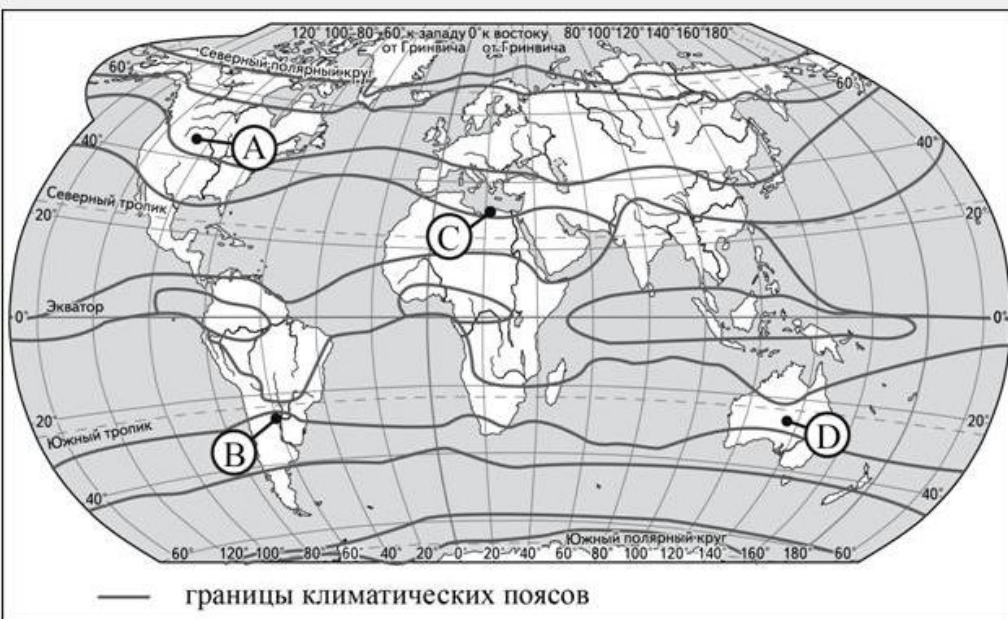 120°100°-80°-60°к западу 0°к востоку 80°100°120°140°160°180°
от Гринвича от Гринвича
Северный полярный круг
60°
60°
A
40°
40°
Северный тропик
20°
20°
C
Экватор
0°
0°
20°
20°
Южный тропик
B
D
40°
40°
Южный полярный круг
60° 120°100° 80° 60° 20° 0° 20° 40° 60° 80° 100° 120° 140° 160° 180° 60°
границы климатических поясов